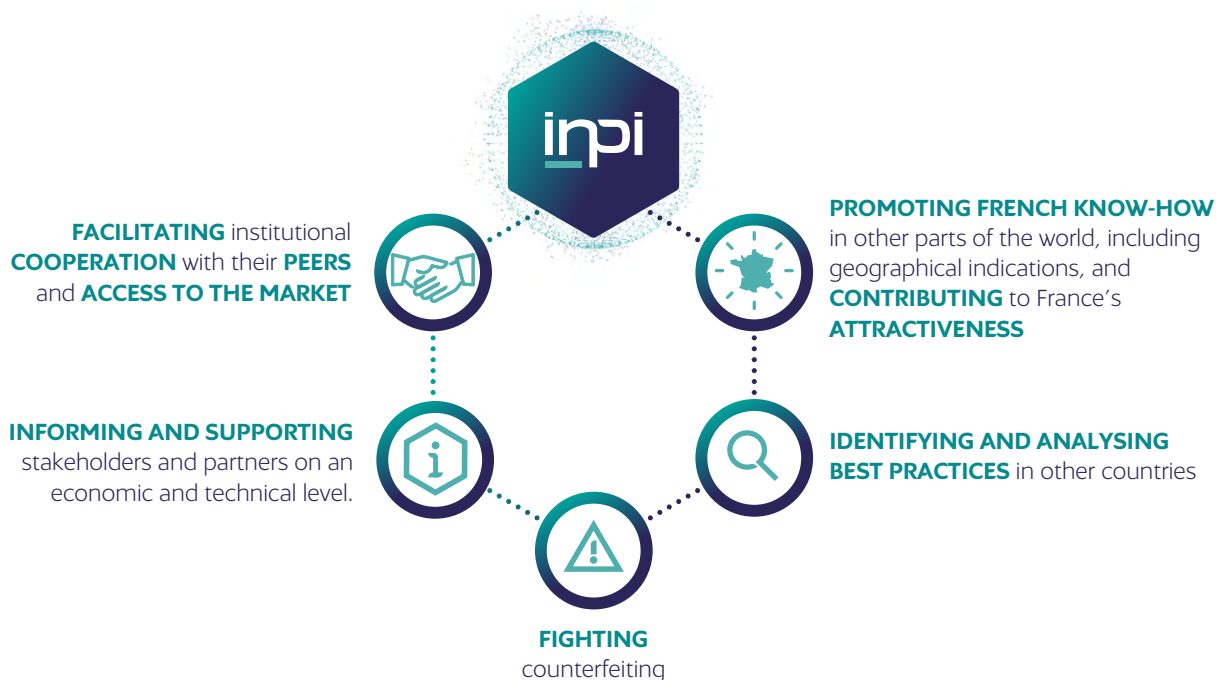 inpi
FACILITATING institutional
COOPERATION with their PEERS
and ACCESS TO THE MARKET
PROMOTING FRENCH KNOW-HOW
in other parts of the world, including
geographical indications, and
CONTRIBUTING to France's
ATTRACTIVENESS
INFORMING AND SUPPORTING
stakeholders and partners on an
economic and technical level.
IDENTIFYING AND ANALYSING
BEST PRACTICES in other countries
FIGHTING
counterfeiting